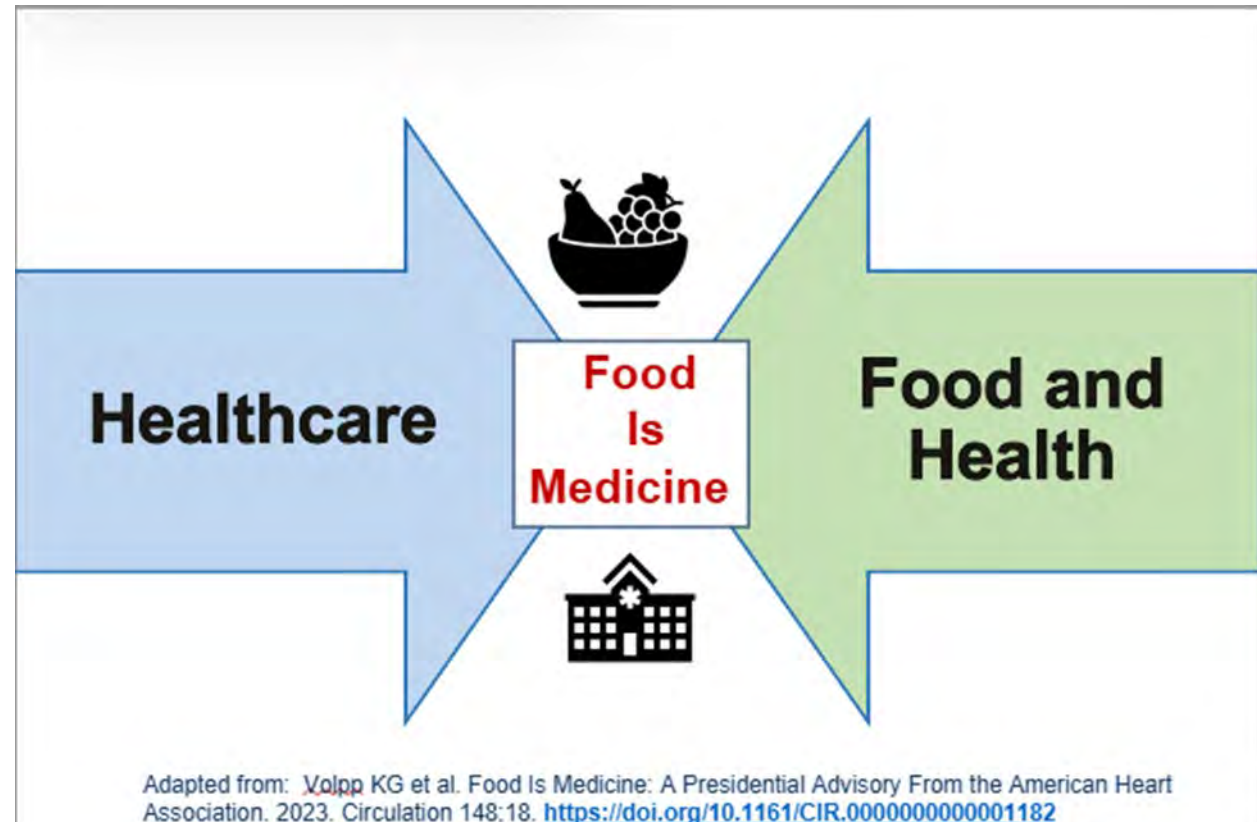 Healthcare
Food
Is
Medicine
Food and
Health
Adapted from: Volpp KG et al. Food Is Medicine: A Presidential Advisory From the American Heart
Association. 2023. Circulation 148:18. https://doi.org/10.1161/CIR.0000000000001182